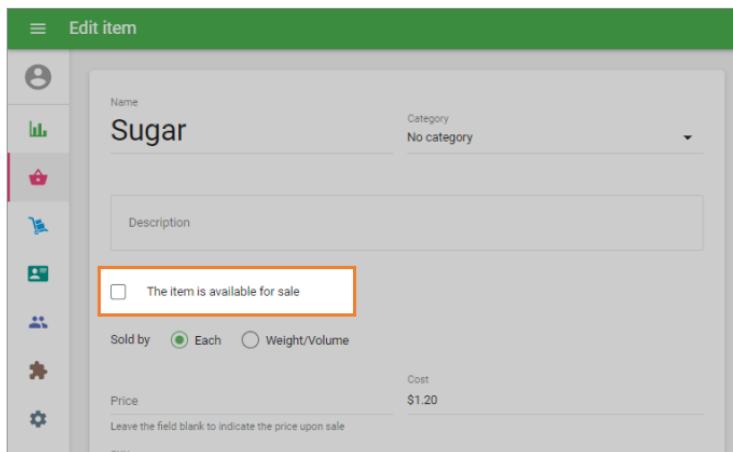 Edit item
Name
Sugar
Category
No category
Description
The item is available for sale
Sold by Each Weight/Volume
Price
Cost
$1.20
Leave the field blank to indicate the price upon sale